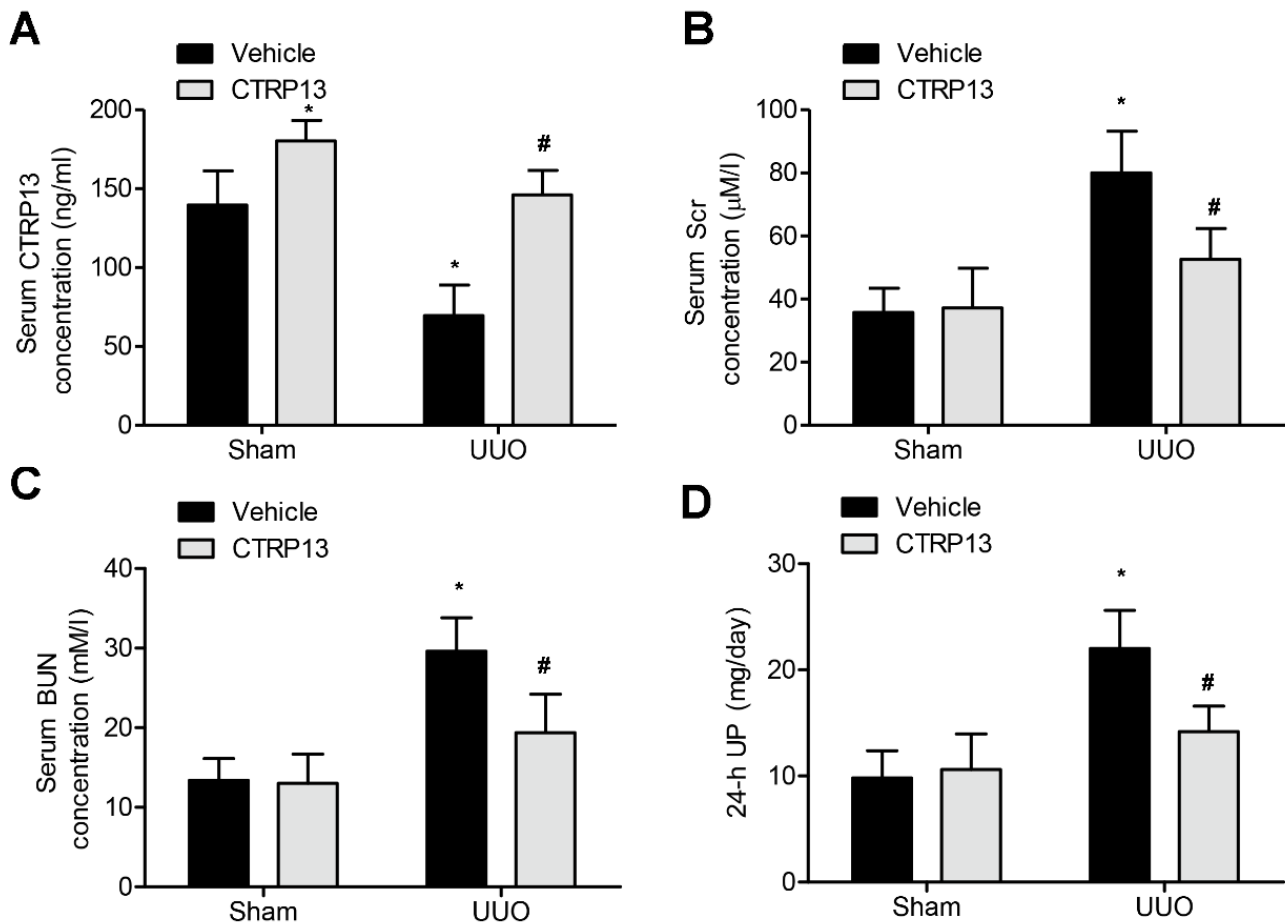 A
Vehicle
CTRP13
Serum CTRP13
concentration (ng/ml)
200
150
100
50
0
*
*
#
Sham
UUO
B
Vehicle
CTRP13
Serum Scr
concentration (μM/l)
100
80
60
40
20
0
*
#
Sham
UUO
C
Vehicle
CTRP13
Serum BUN
concentration (mM/l)
40
30
20
10
0
*
#
Sham
UUO
D
Vehicle
CTRP13
24-h UP (mg/day)
30
20
10
0
*
#
Sham
UUO